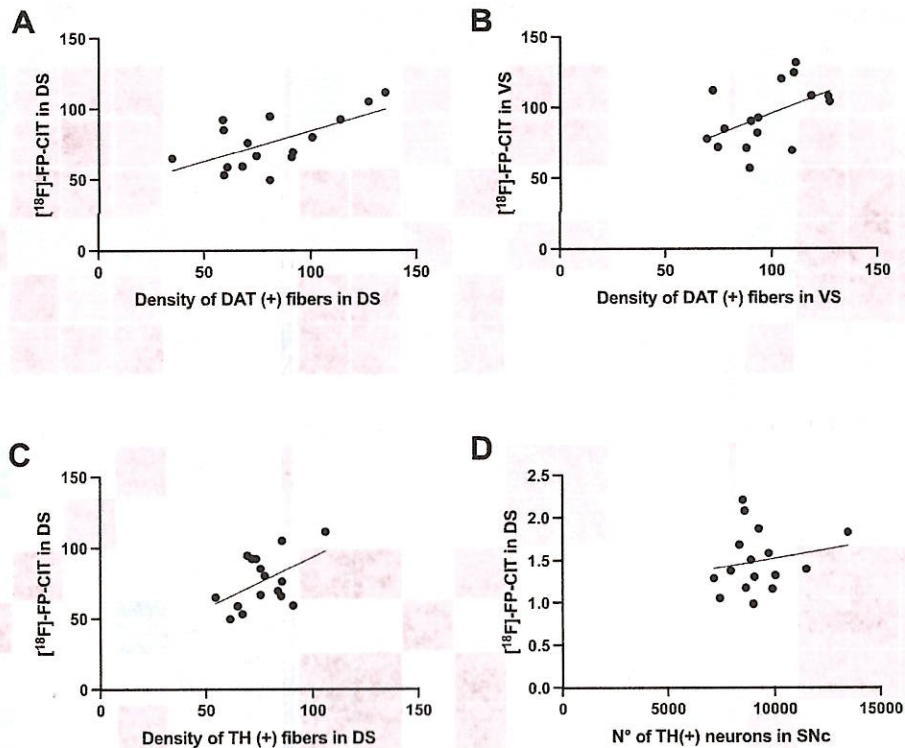 A
[¹⁸F]-FP-CIT in DS
150
100
50
0
0 50 100 150
Density of DAT (+) fibers in DS
B
[¹⁸F]-FP-CIT in VS
150
100
50
0
0 50 100 150
Density of DAT (+) fibers in VS
C
[¹⁸F]-FP-CIT in DS
150
100
50
0
0 50 100 150
Density of TH (+) fibers in DS
D
[¹⁸F]-FP-CIT in DS
2.5
2.0
1.5
1.0
0.5
0.0
0 5000 10000 15000
N° of TH(+) neurons in SNc